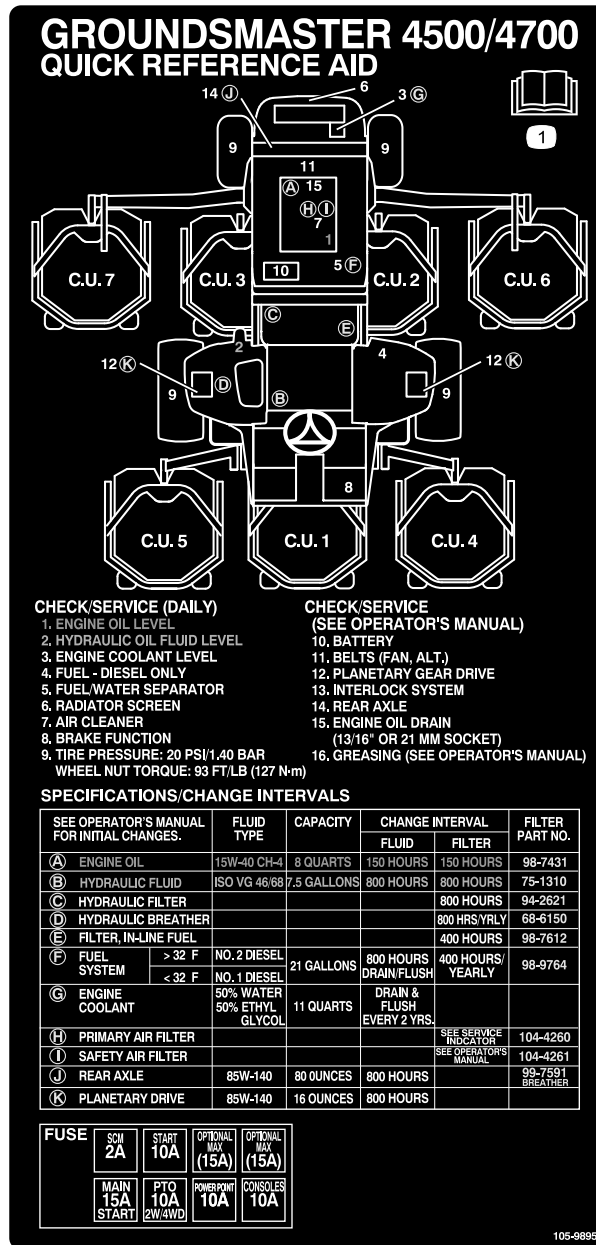 GROUNDSMASTER 4500/4700
QUICK REFERENCE AID
1
14 J
6
3 G
9
9
11
A 15
H I
7
1
10
5 F
C.U. 7
C.U. 3
C.U. 2
C.U. 6
C
E
2
4
12 K
12 K
9
D
9
B
8
C.U. 5
C.U. 1
C.U. 4
CHECK/SERVICE (DAILY)
1. ENGINE OIL LEVEL
2. HYDRAULIC OIL FLUID LEVEL
3. ENGINE COOLANT LEVEL
4. FUEL - DIESEL ONLY
5. FUEL/WATER SEPARATOR
6. RADIATOR SCREEN
7. AIR CLEANER
8. BRAKE FUNCTION
9. TIRE PRESSURE: 20 PSI/1.40 BAR
WHEEL NUT TORQUE: 93 FT/LB (127 N·m)
CHECK/SERVICE
(SEE OPERATOR'S MANUAL)
10. BATTERY
11. BELTS (FAN, ALT.)
12. PLANETARY GEAR DRIVE
13. INTERLOCK SYSTEM
14. REAR AXLE
15. ENGINE OIL DRAIN
(13/16" OR 21 MM SOCKET)
16. GREASING (SEE OPERATOR'S MANUAL)
SPECIFICATIONS/CHANGE INTERVALS
SEE OPERATOR'S MANUAL FOR INITIAL CHANGES. FLUID TYPE CAPACITY CHANGE INTERVAL FILTER PART NO.
FLUID FILTER
A ENGINE OIL 15W-40 CH-4 8 QUARTS 150 HOURS 150 HOURS 98-7431
B HYDRAULIC FLUID ISO VG 46/68 7.5 GALLONS 800 HOURS 800 HOURS 75-1310
C HYDRAULIC FILTER 800 HOURS 94-2621
D HYDRAULIC BREATHER 800 HRS/YRLY 68-6150
E FILTER, IN-LINE FUEL 400 HOURS 98-7612
F FUEL SYSTEM > 32 F NO. 2 DIESEL 21 GALLONS 800 HOURS DRAIN/FLUSH 400 HOURS/ YEARLY 98-9764
< 32 F NO. 1 DIESEL
G ENGINE COOLANT 50% WATER 50% ETHYL GLYCOL 11 QUARTS DRAIN & FLUSH EVERY 2 YRS.
H PRIMARY AIR FILTER SEE SERVICE INDCATOR 104-4260
I SAFETY AIR FILTER SEE OPERATOR'S MANUAL 104-4261
J REAR AXLE 85W-140 80 OUNCES 800 HOURS 99-7591 BREATHER
K PLANETARY DRIVE 85W-140 16 OUNCES 800 HOURS
FUSE
SCM 2A
START 10A
OPTIONAL MAX (15A)
OPTIONAL MAX (15A)
MAIN 15A START
PTO 10A 2W/4WD
POWER POINT 10A
CONSOLES 10A
105-9895